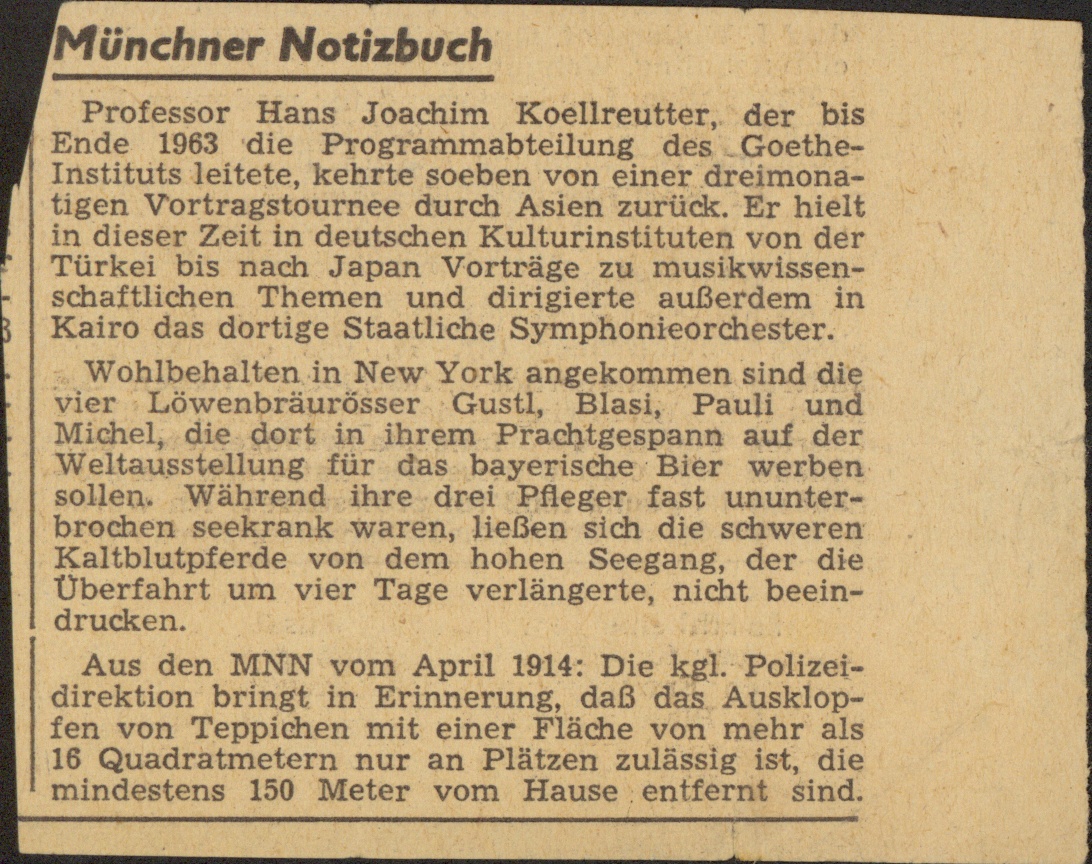 Münchner Notizbuch
Professor Hans Joachim Koellreutter, der bis
Ende 1963 die Programmabteilung des Goethe-
Instituts leitete, kehrte soeben von einer dreimona-
tigen Vortragstournee durch Asien zurück. Er hielt
in dieser Zeit in deutschen Kulturinstituten von der
Türkei bis nach Japan Vorträge zu musikwissen-
schaftlichen Themen und dirigierte außerdem in
Kairo das dortige Staatliche Symphonieorchester.
Wohlbehalten in New York angekommen sind die
vier Löwenbräurösser Gustl, Blasi, Pauli und
Michel, die dort in ihrem Prachtgespann auf der
Weltausstellung für das bayerische Bier werben
sollen. Während ihre drei Pfleger fast ununter-
brochen seekrank waren, ließen sich die schweren
Kaltblutpferde von dem hohen Seegang, der die
Überfahrt um vier Tage verlängerte, nicht beein-
drucken.
Aus den MNN vom April 1914: Die kgl. Polizei-
direktion bringt in Erinnerung, daß das Ausklop-
fen von Teppichen mit einer Fläche von mehr als
16 Quadratmetern nur an Plätzen zulässig ist, die
mindestens 150 Meter vom Hause entfernt sind.